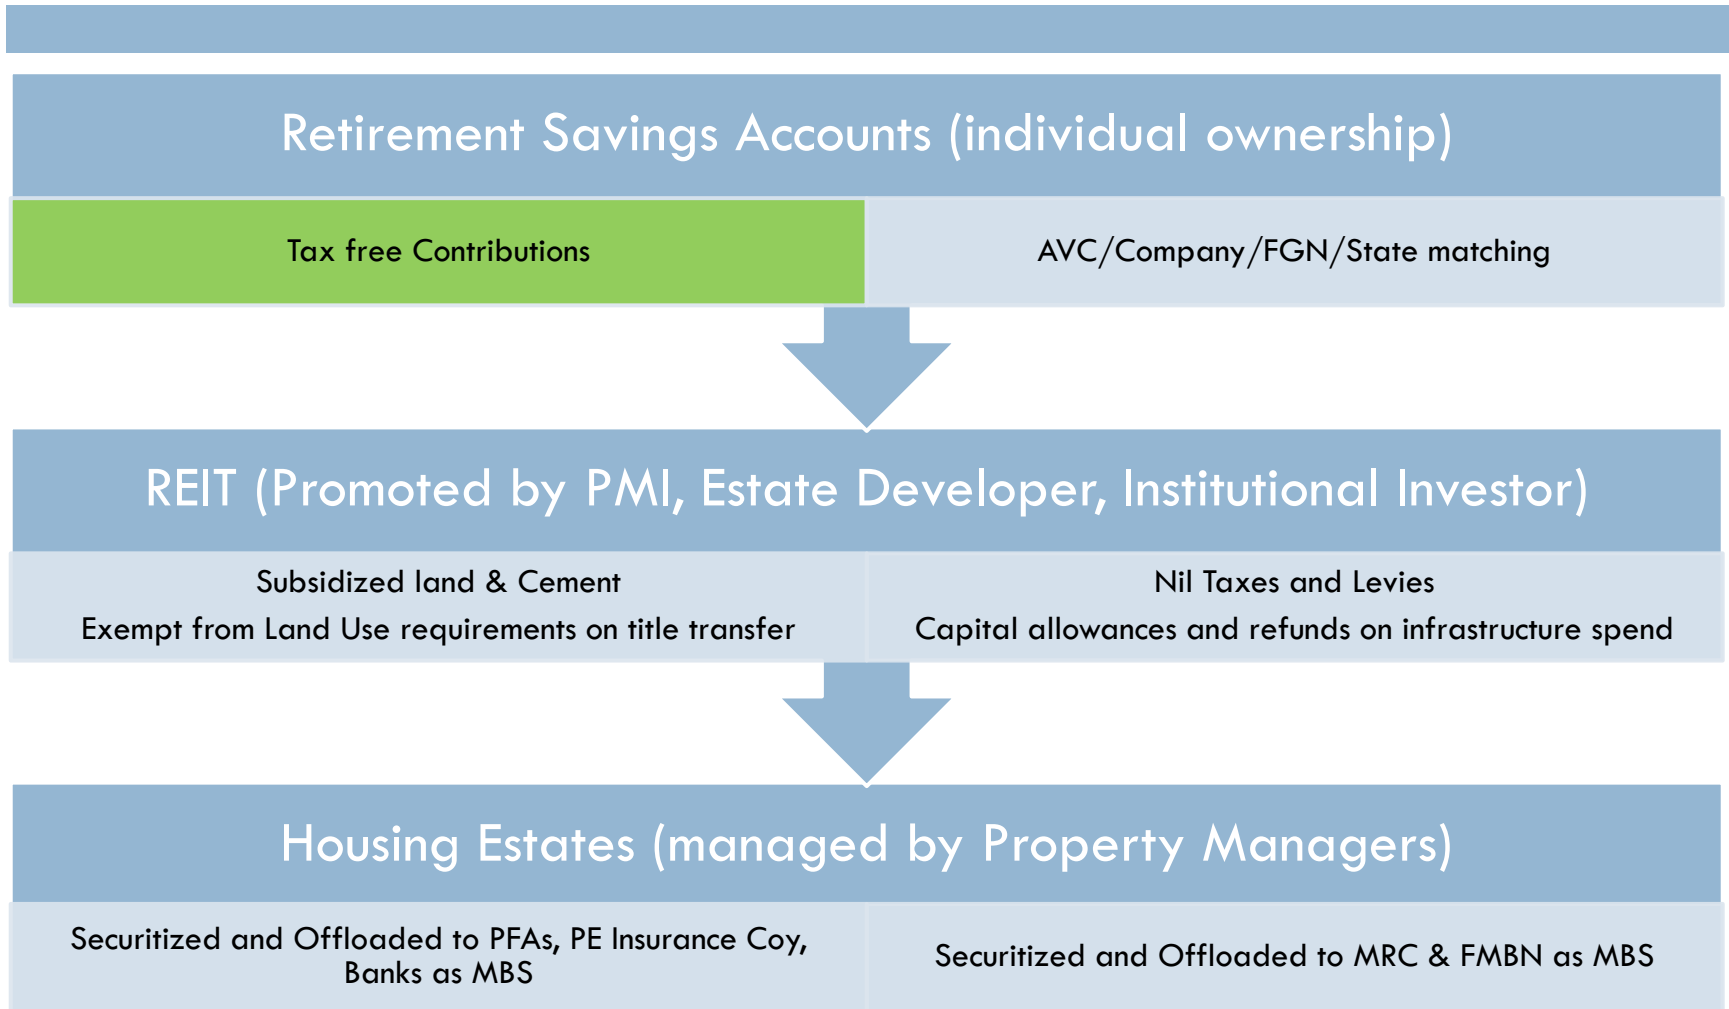 Retirement Savings Accounts (individual ownership)
Tax free Contributions
AVC/Company/FGN/State matching
REIT (Promoted by PMI, Estate Developer, Institutional Investor)
Subsidized land & Cement
Exempt from Land Use requirements on title transfer
Nil Taxes and Levies
Capital allowances and refunds on infrastructure spend
Housing Estates (managed by Property Managers)
Securitized and Offloaded to PFAs, PE Insurance Coy,
Banks as MBS
Securitized and Offloaded to MRC & FMBN as MBS